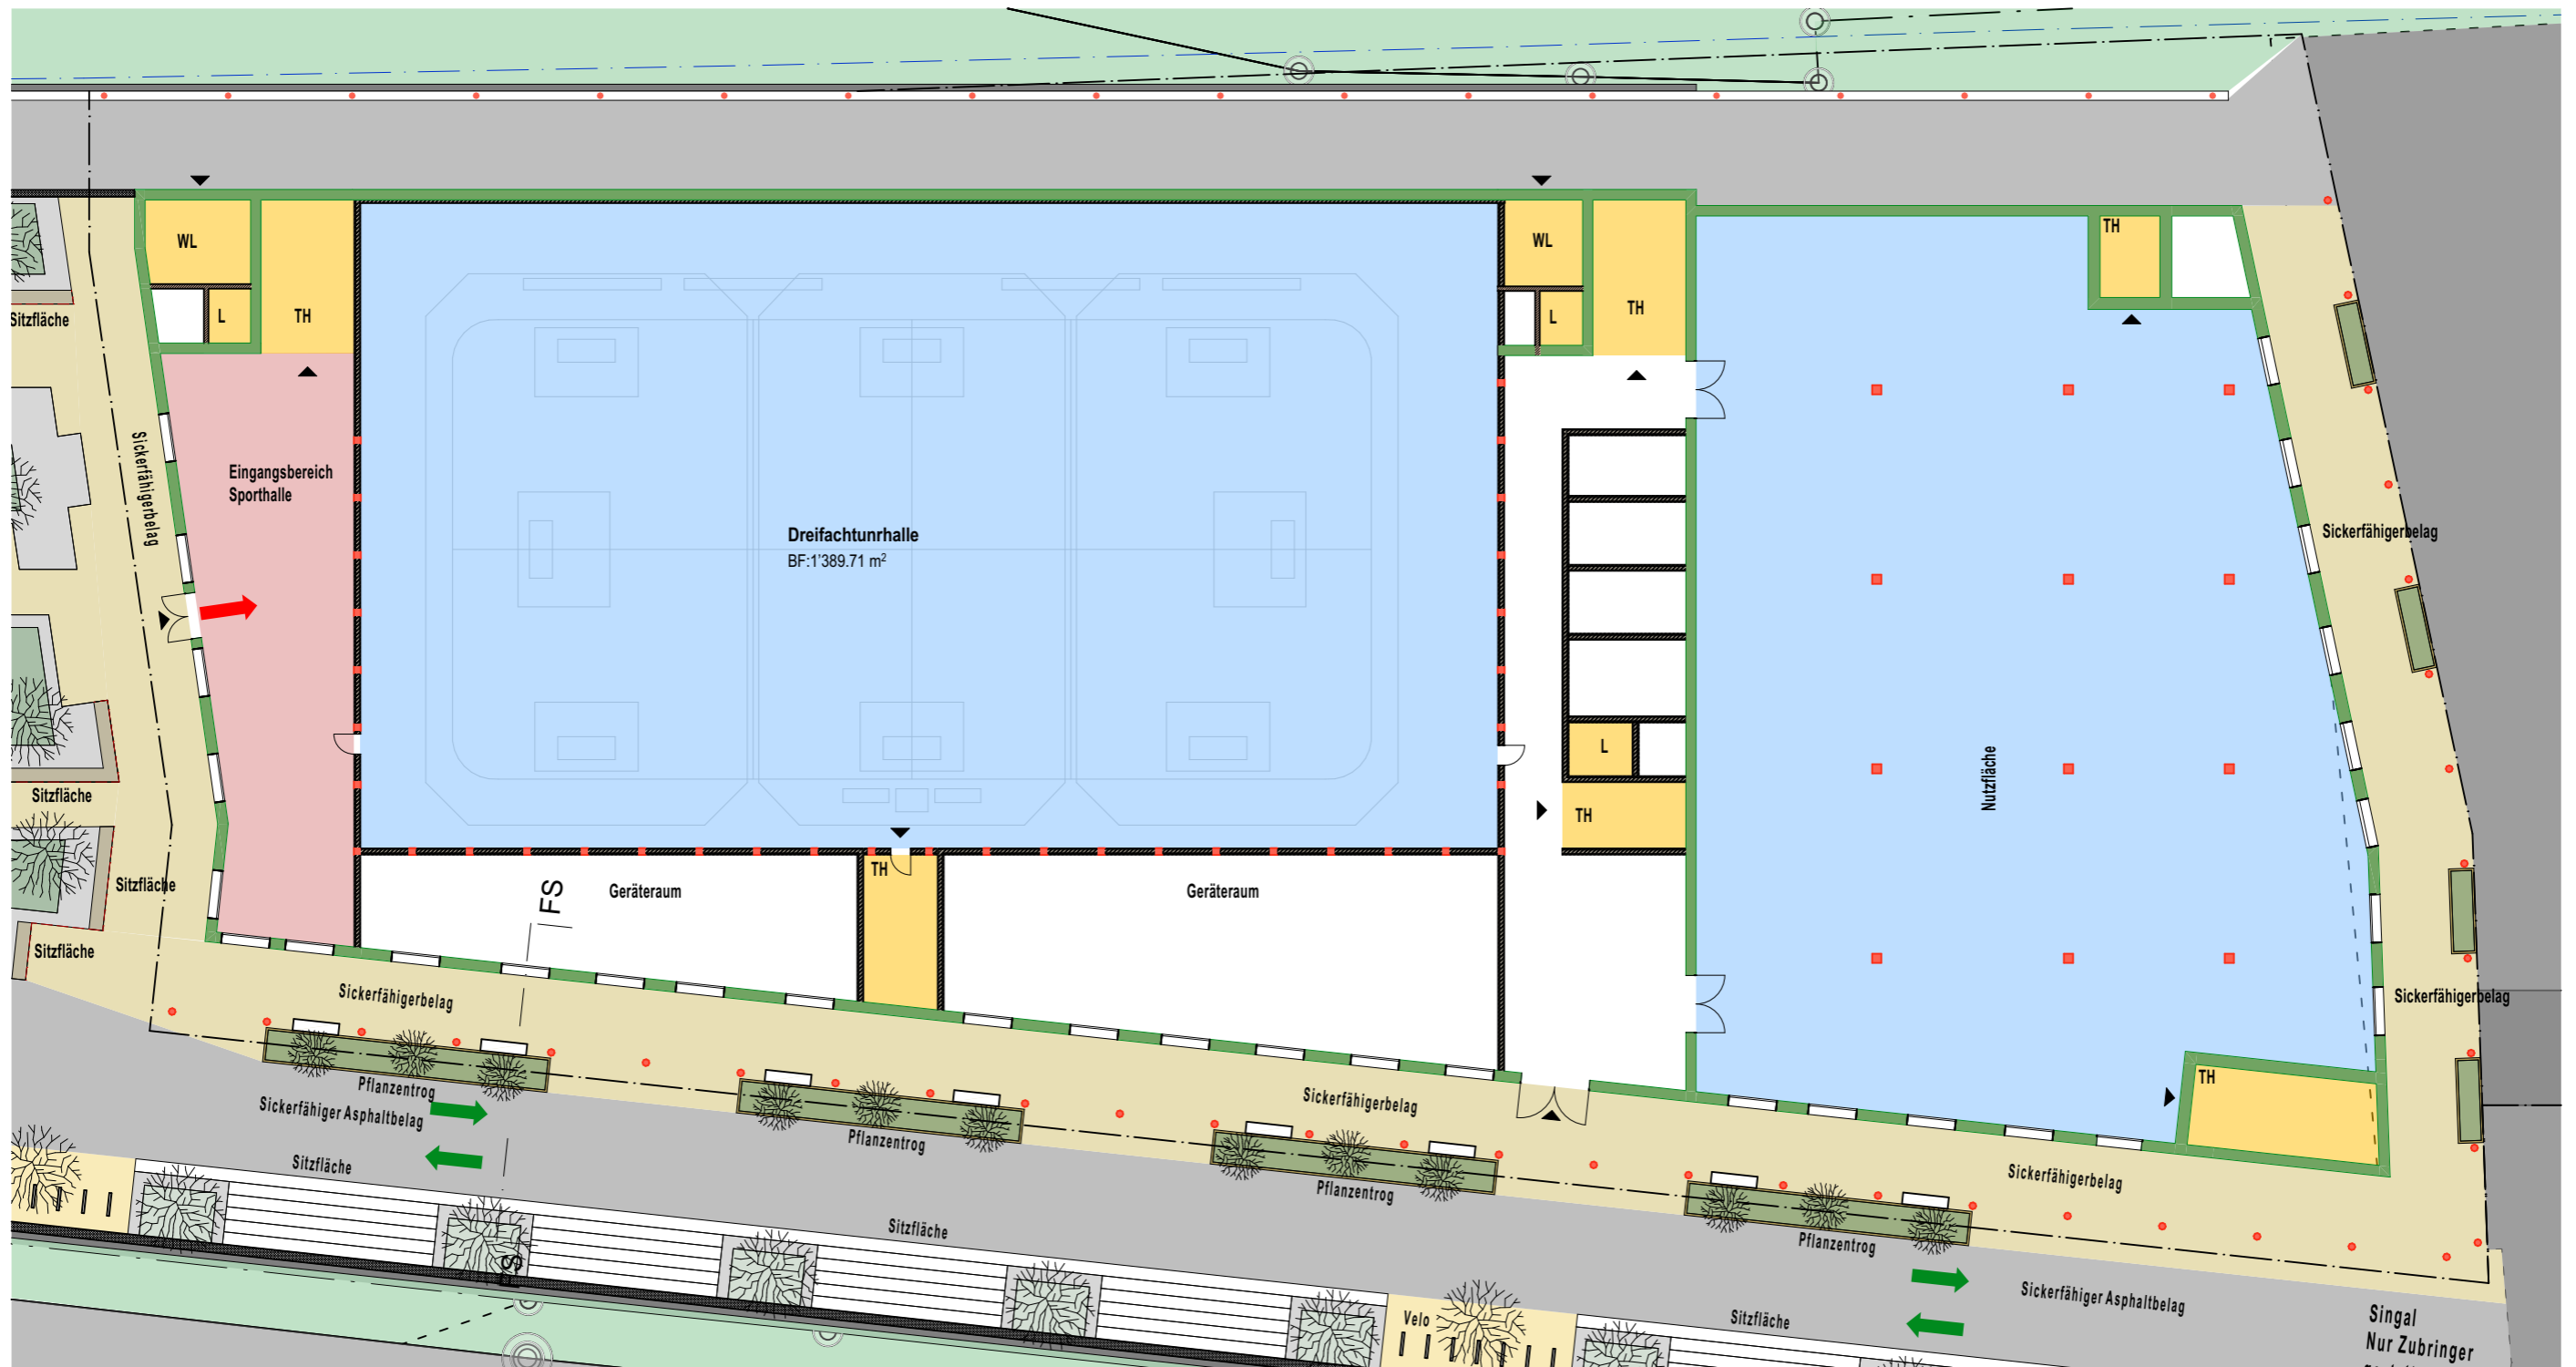 WL
L
TH
WL
L
TH
TH
Sitzfläche
Sickerfähigerbelag
Eingangsbereich
Sporthalle
Dreifachtunrhalle
BF:1'389.71 m²
Sickerfähigerbelag
L
TH
Nutzfläche
Sitzfläche
Sitzfläche
Sitzfläche
FS
Geräteraum
TH
Geräteraum
Sickerfähigerbelag
Sickerfähigerbelag
Pflanzentrog
Sickerfähiger Asphaltbelag
Sitzfläche
Pflanzentrog
Sickerfähigerbelag
Pflanzentrog
TH
Sickerfähigerbelag
Pflanzentrog
FS
Sitzfläche
Velo
Sitzfläche
Sickerfähiger Asphaltbelag
Singal
Nur Zubringer